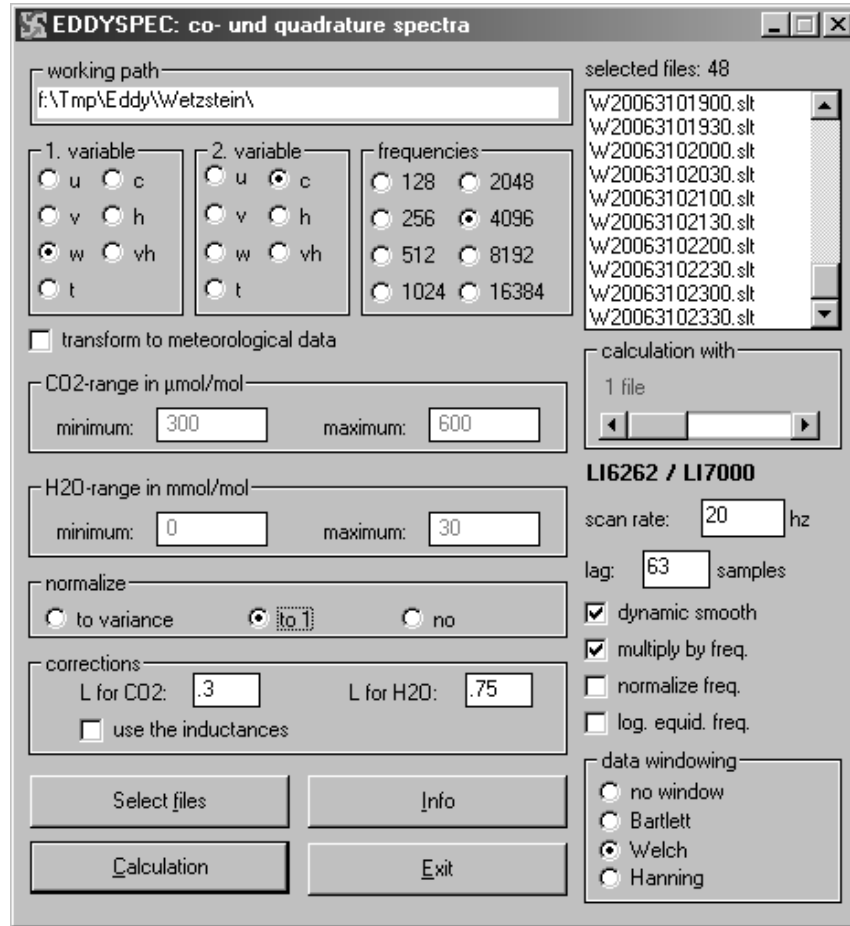 EDDYSPEC: co- und quadrature spectra
working path
f:\Tmp\Eddy\Wetzstein\
1. variable
u c
v h
w vh
t
2. variable
u c
v h
w vh
t
frequencies
128 2048
256 4096
512 8192
1024 16384
transform to meteorological data
CO2-range in µmol/mol
minimum: 300 maximum: 600
H2O-range in mmol/mol
minimum: 0 maximum: 30
normalize
to variance to 1 no
corrections
L for CO2: .3 L for H2O: .75
use the inductances
Select files Info
Calculation Exit
selected files: 48
W20063101900.slt
W20063101930.slt
W20063102000.slt
W20063102030.slt
W20063102100.slt
W20063102130.slt
W20063102200.slt
W20063102230.slt
W20063102300.slt
W20063102330.slt
calculation with
1 file
LI6262 / LI7000
scan rate: 20 hz
lag: 63 samples
dynamic smooth
multiply by freq.
normalize freq.
log. equid. freq.
data windowing
no window
Bartlett
Welch
Hanning